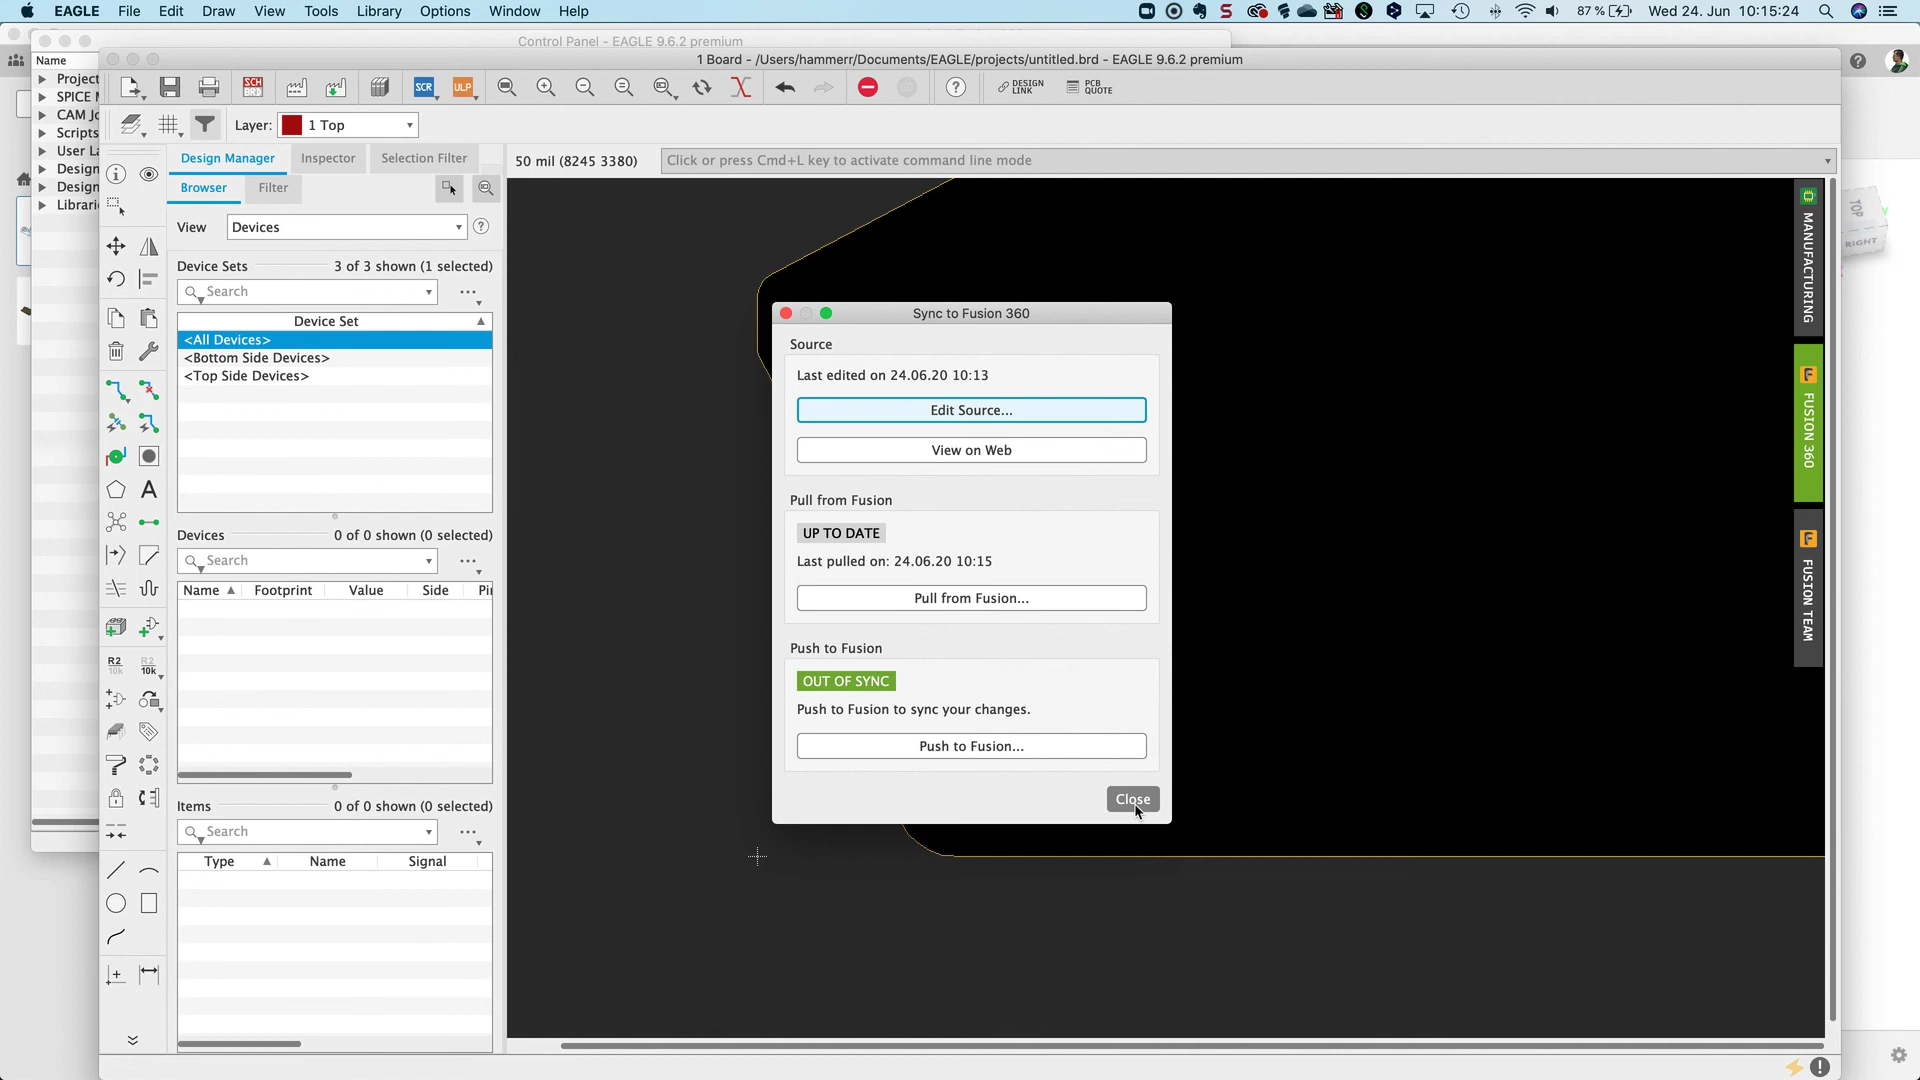 EAGLE File Edit Draw View Tools Library Options Window Help
87 % Wed 24. Jun 10:15:24
Control Panel - EAGLE 9.6.2 premium
Name
1 Board - /Users/hammerr/Documents/EAGLE/projects/untitled.brd - EAGLE 9.6.2 premium
Project
SPICE M
CAM Jo
Scripts
User La
Design
Design
Librari
SCH
BRD
SCR
ULP
DESIGN
LINK
PCB
QUOTE
Layer: 1 Top
Design Manager Inspector Selection Filter
50 mil (8245 3380)
Click or press Cmd+L key to activate command line mode
Browser Filter
View Devices
Device Sets 3 of 3 shown (1 selected)
Search
Device Set
<All Devices>
<Bottom Side Devices>
<Top Side Devices>
Devices 0 of 0 shown (0 selected)
Search
Name Footprint Value Side Pi
Items 0 of 0 shown (0 selected)
Search
Type Name Signal
R2
10k
R2
10k
Sync to Fusion 360
Source
Last edited on 24.06.20 10:13
Edit Source...
View on Web
Pull from Fusion
UP TO DATE
Last pulled on: 24.06.20 10:15
Pull from Fusion...
Push to Fusion
OUT OF SYNC
Push to Fusion to sync your changes.
Push to Fusion...
Close
MANUFACTURING
F FUSION 360
F FUSION TEAM
TOP
RIGHT